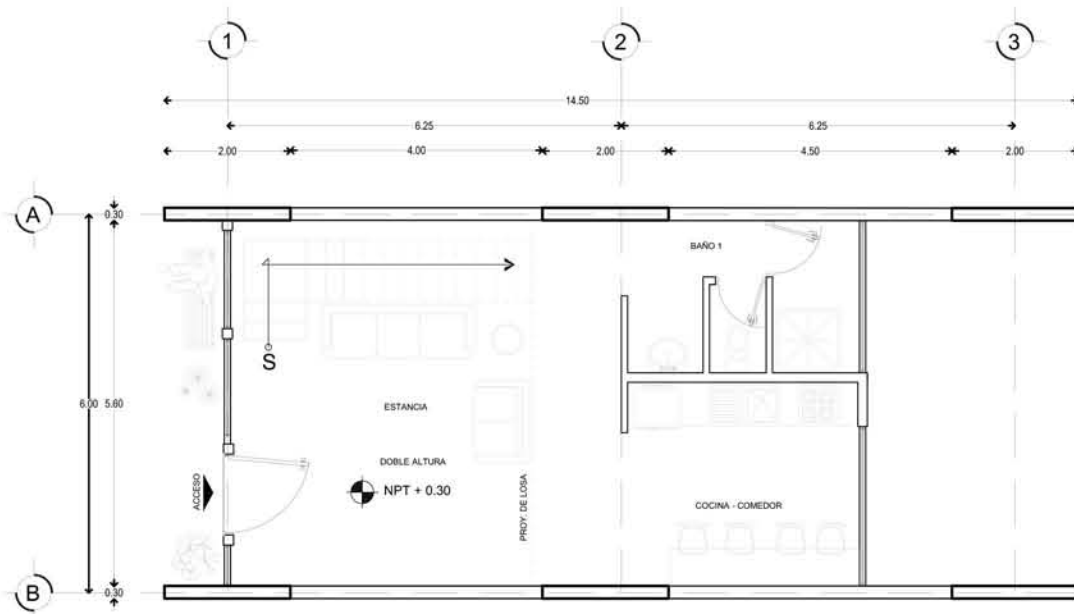 1
2
3
14.50
6.25
6.25
2.00
4.00
2.00
4.50
2.00
A
0.30
BAÑO 1
S
6.00
5.60
ESTANCIA
DOBLE ALTURA
ACCESO
NPT + 0.30
PROY. DE LOSA
COCINA - COMEDOR
B
0.30